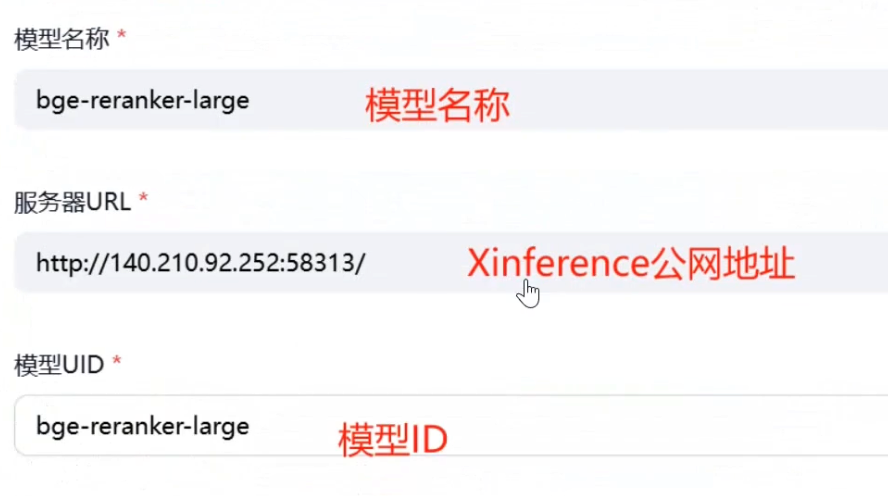 模型名称 *
bge-reranker-large 模型名称
服务器URL *
http://140.210.92.252:58313/ Xinference公网地址
模型UID *
bge-reranker-large 模型ID